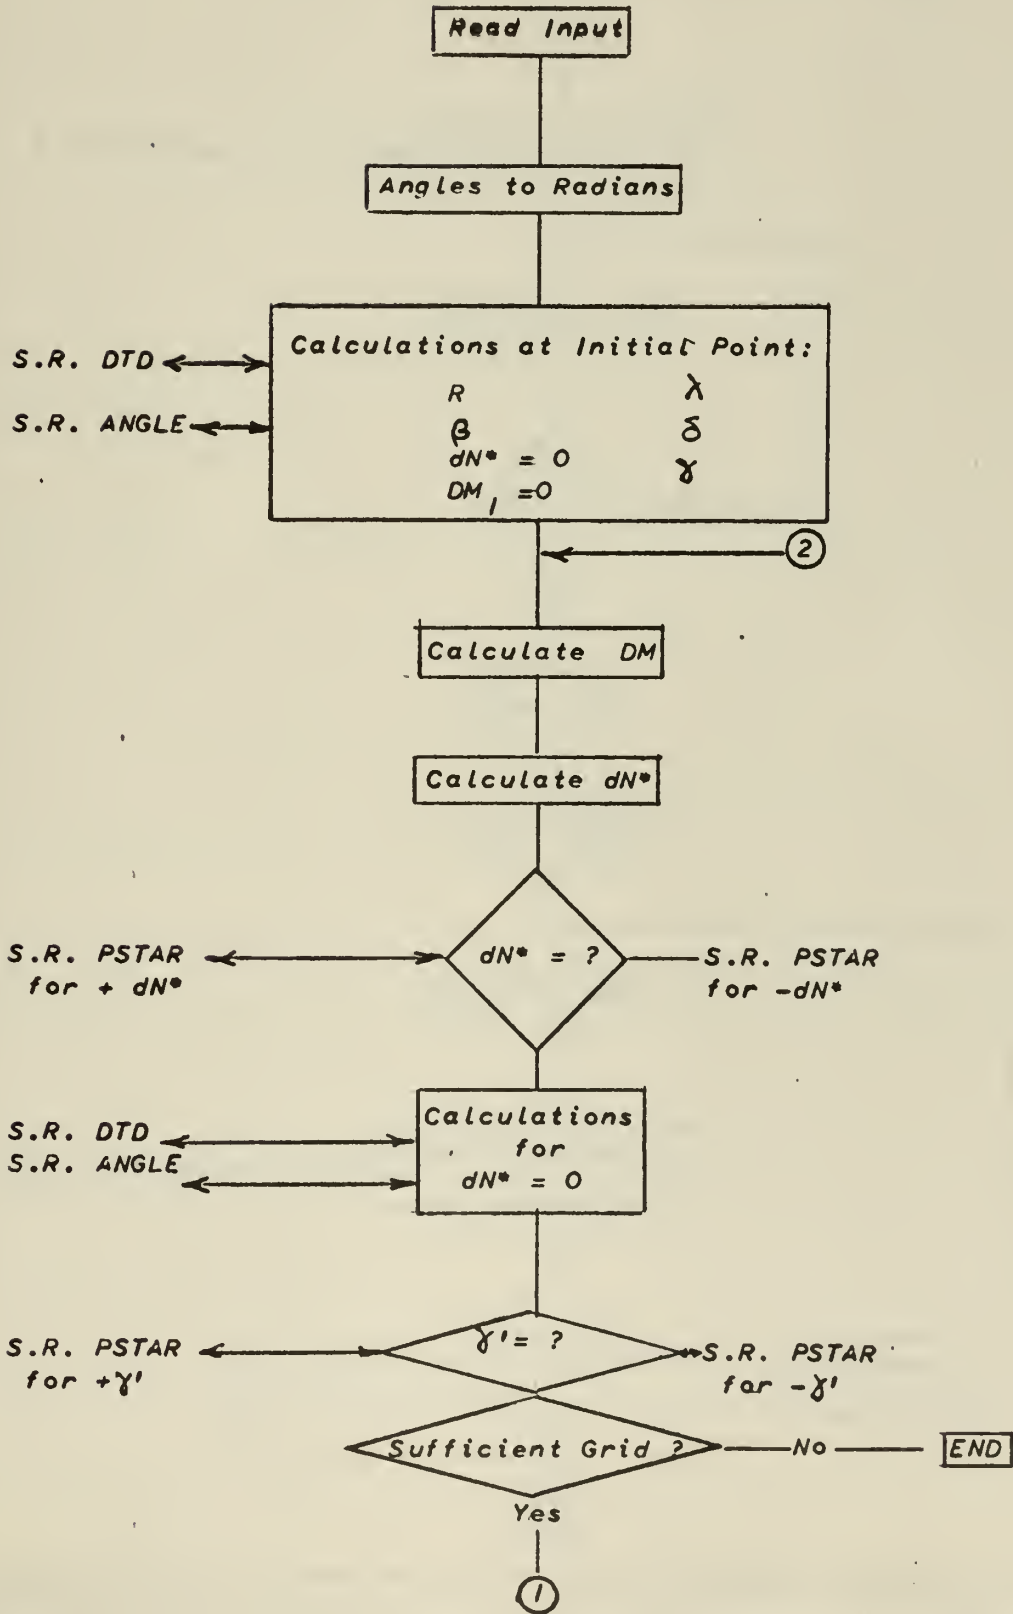 Read Input
Angles to Radians
Calculations at Initial Point:
S.R. DTD
S.R. ANGLE
R λ
β δ
dN* = 0 γ
DM₁ = 0
2
Calculate DM
Calculate dN*
S.R. PSTAR
for + dN*
dN* = ?
S.R. PSTAR
for -dN*
S.R. DTD
S.R. ANGLE
Calculations
for
dN* = 0
S.R. PSTAR
for +γ'
γ' = ?
S.R. PSTAR
for -γ'
Sufficient Grid ?
No
END
Yes
1